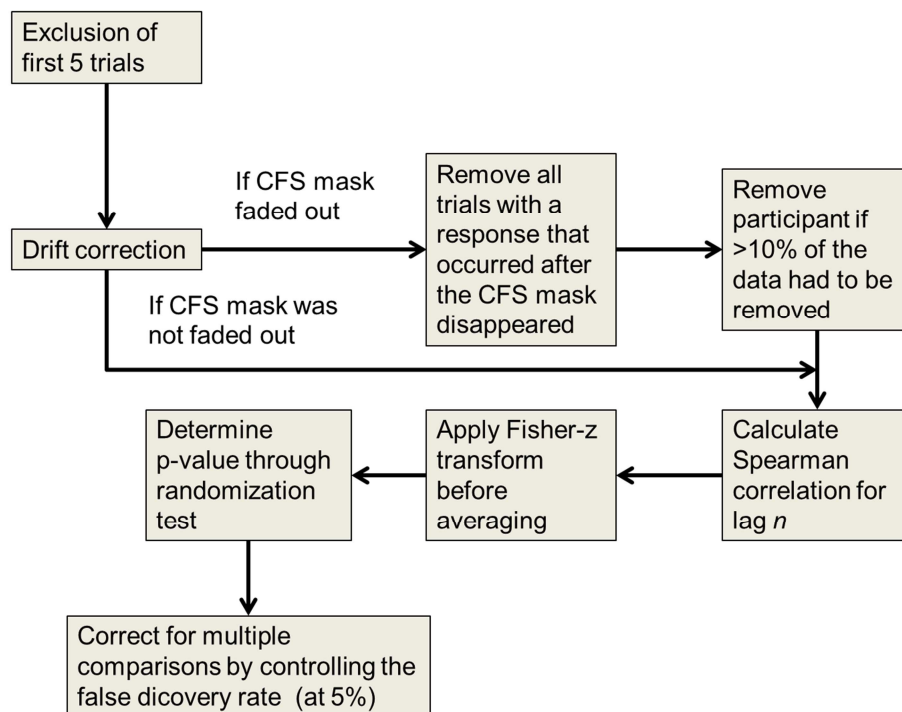 Exclusion of
first 5 trials
If CFS mask
faded out
Remove all
trials with a
response that
occurred after
the CFS mask
disappeared
Remove
participant if
>10% of the
data had to be
removed
Drift correction
If CFS mask was
not faded out
Calculate
Spearman
correlation for
lag n
Apply Fisher-z
transform
before
averaging
Determine
p-value through
randomization
test
Correct for multiple
comparisons by controlling the
false dicovery rate (at 5%)